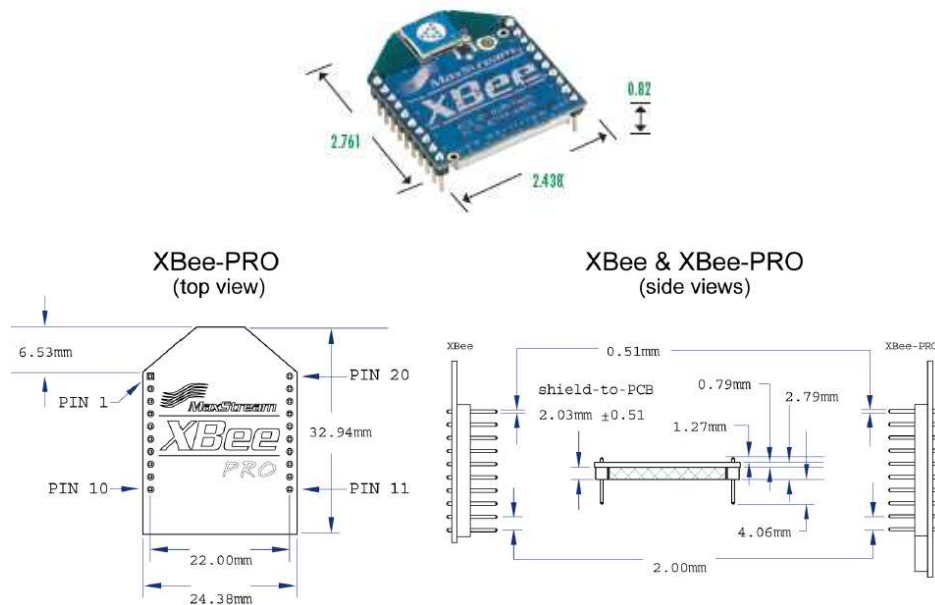 MaxStream
XBee
0.82
2.761
2.438
XBee-PRO
(top view)
XBee & XBee-PRO
(side views)
6.53mm
PIN 1
PIN 20
MaxStream
XBee
PRO
32.94mm
PIN 10
PIN 11
22.00mm
24.38mm
XBee
XBee-PRO
0.51mm
shield-to-PCB
2.03mm ±0.51
0.79mm
2.79mm
1.27mm
4.06mm
2.00mm